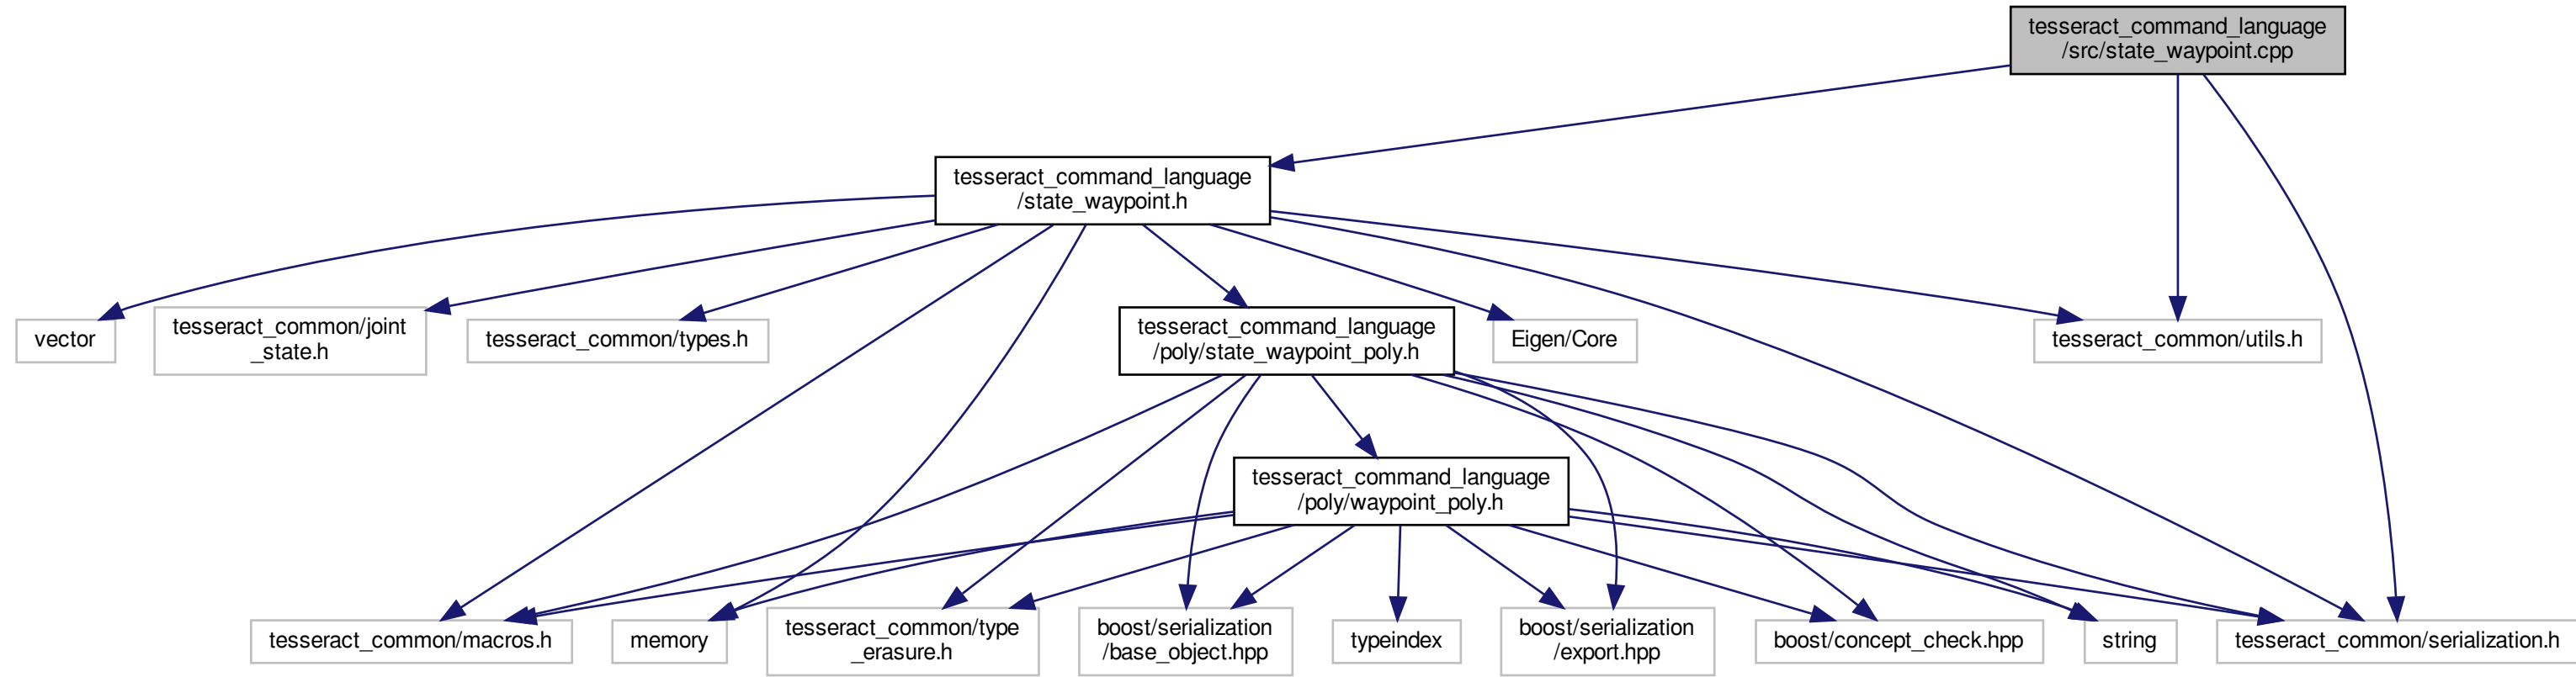 tesseract_command_language
/src/state_waypoint.cpp
tesseract_command_language
/state_waypoint.h
vector
tesseract_common/joint
_state.h
tesseract_common/types.h
tesseract_command_language
/poly/state_waypoint_poly.h
Eigen/Core
tesseract_common/utils.h
tesseract_command_language
/poly/waypoint_poly.h
tesseract_common/macros.h
memory
tesseract_common/type
_erasure.h
boost/serialization
/base_object.hpp
typeindex
boost/serialization
/export.hpp
boost/concept_check.hpp
string
tesseract_common/serialization.h